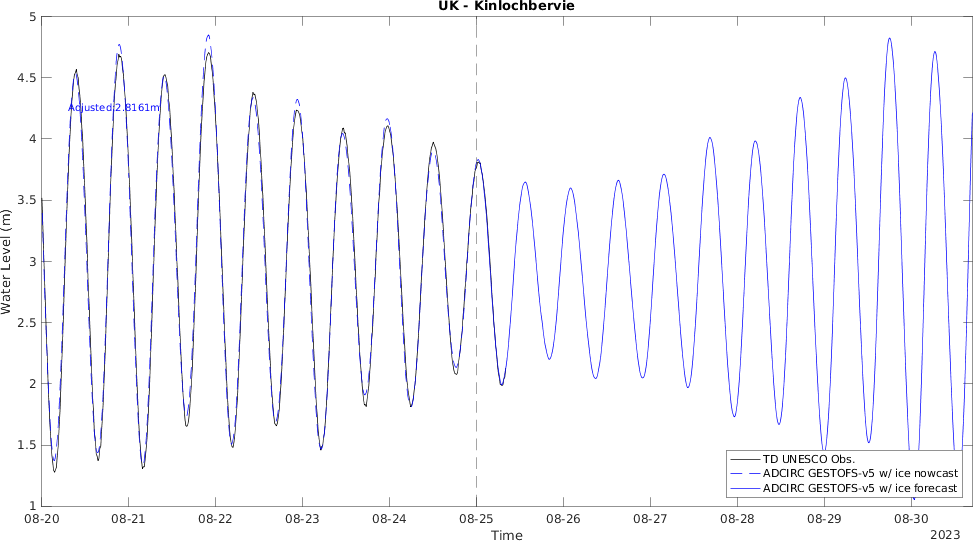 UK - Kinlochbervie
5
4.5
4
3.5
3
2.5
2
1.5
1
Water Level (m)
Adjusted:2.8161m
TD UNESCO Obs.
ADCIRC GESTOFS-v5 w/ ice nowcast
ADCIRC GESTOFS-v5 w/ ice forecast
08-20 08-21 08-22 08-23 08-24 08-25 08-26 08-27 08-28 08-29 08-30
Time
2023